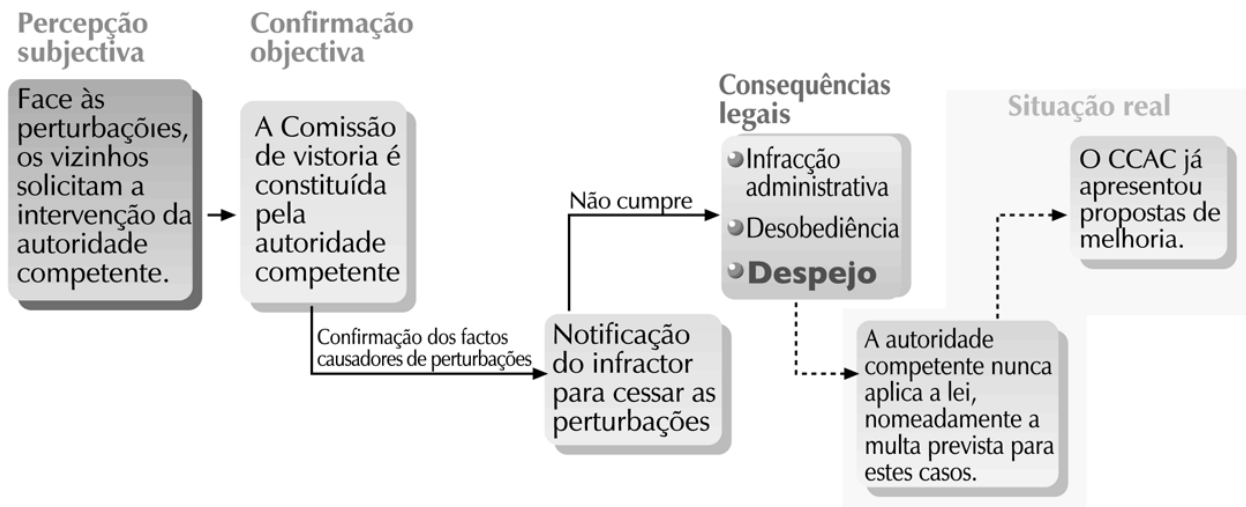 Percepção
subjectiva
Face às
perturbaçõıes,
os vizinhos
solicitam a
intervenção da
autoridade
competente.
Confirmação
objectiva
A Comissão
de vistoria é
constituída
pela
autoridade
competente
Confirmação dos factos
causadores de perturbações
Notificação
do infractor
para cessar as
perturbações
Não cumpre
Consequências
legais
Infracção
administrativa
Desobediência
Despejo
Situação real
A autoridade
competente nunca
aplica a lei,
nomeadamente a
multa prevista para
estes casos.
O CCAC já
apresentou
propostas de
melhoria.